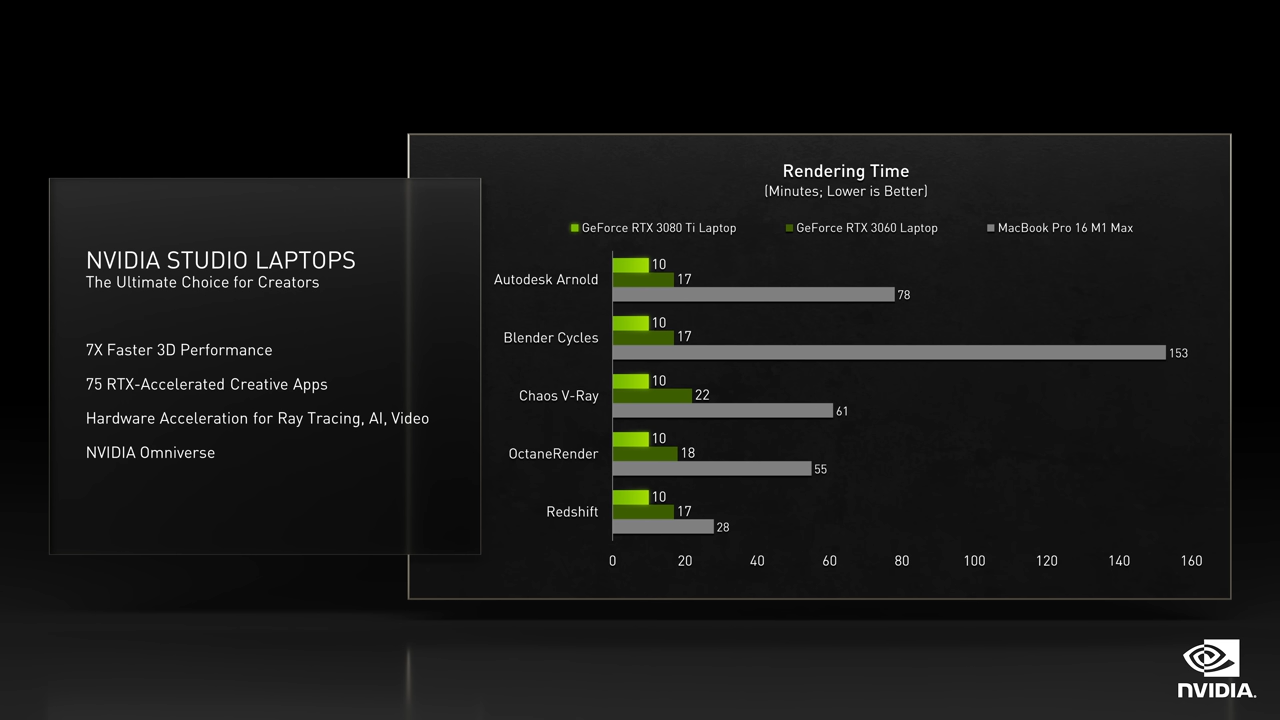 NVIDIA STUDIO LAPTOPS
The Ultimate Choice for Creators
7X Faster 3D Performance
75 RTX-Accelerated Creative Apps
Hardware Acceleration for Ray Tracing, AI, Video
NVIDIA Omniverse
Rendering Time
(Minutes; Lower is Better)
GeForce RTX 3080 Ti Laptop
GeForce RTX 3060 Laptop
MacBook Pro 16 M1 Max
Autodesk Arnold
10
17
78
Blender Cycles
10
17
153
Chaos V-Ray
10
22
61
OctaneRender
10
18
55
Redshift
10
17
28
0 20 40 60 80 100 120 140 160
NVIDIA.